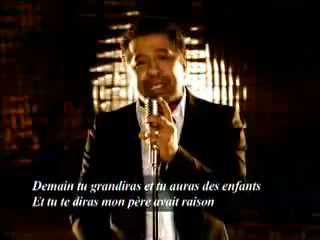 Demain tu grandiras et tu auras des enfants
Et tu te diras mon père avait raison